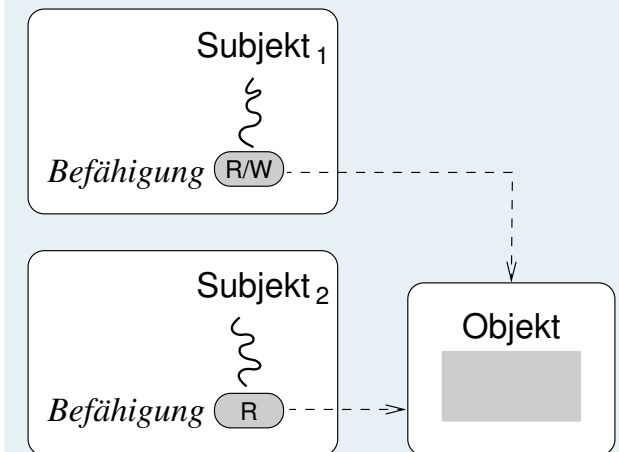 Subjekt 1
Befähigung R/W
Subjekt 2
Objekt
Befähigung R